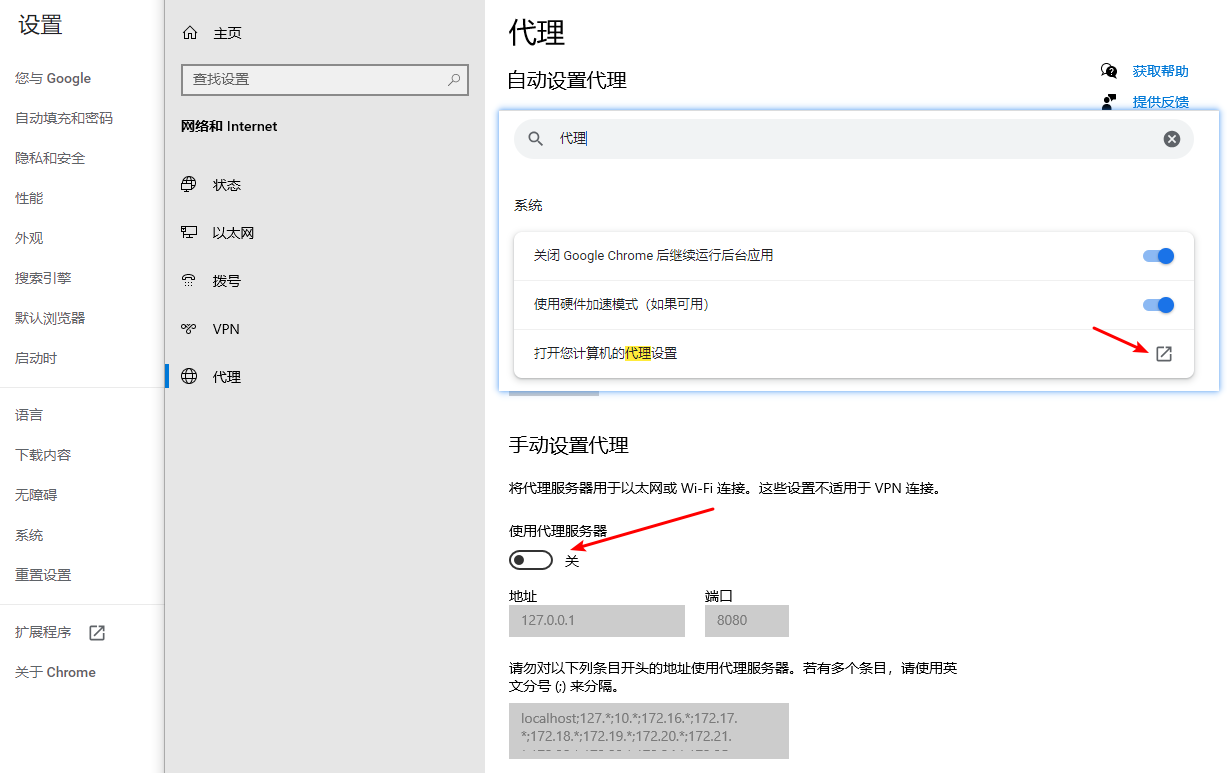 设置
您与 Google
自动填充和密码
隐私和安全
性能
外观
搜索引擎
默认浏览器
启动时
语言
下载内容
无障碍
系统
重置设置
扩展程序
关于 Chrome
主页
查找设置
网络和 Internet
状态
以太网
拨号
VPN
代理
代理
自动设置代理
获取帮助
提供反馈
代理
系统
关闭 Google Chrome 后继续运行后台应用
使用硬件加速模式（如果可用）
打开您计算机的代理设置
手动设置代理
将代理服务器用于以太网或 Wi-Fi 连接。这些设置不适用于 VPN 连接。
使用代理服务器
关
地址
端口
127.0.0.1
8080
请勿对以下列条目开头的地址使用代理服务器。若有多个条目，请使用英
文分号 (;) 来分隔。
localhost;127.*;10.*;172.16.*;172.17.
*;172.18.*;172.19.*;172.20.*;172.21.